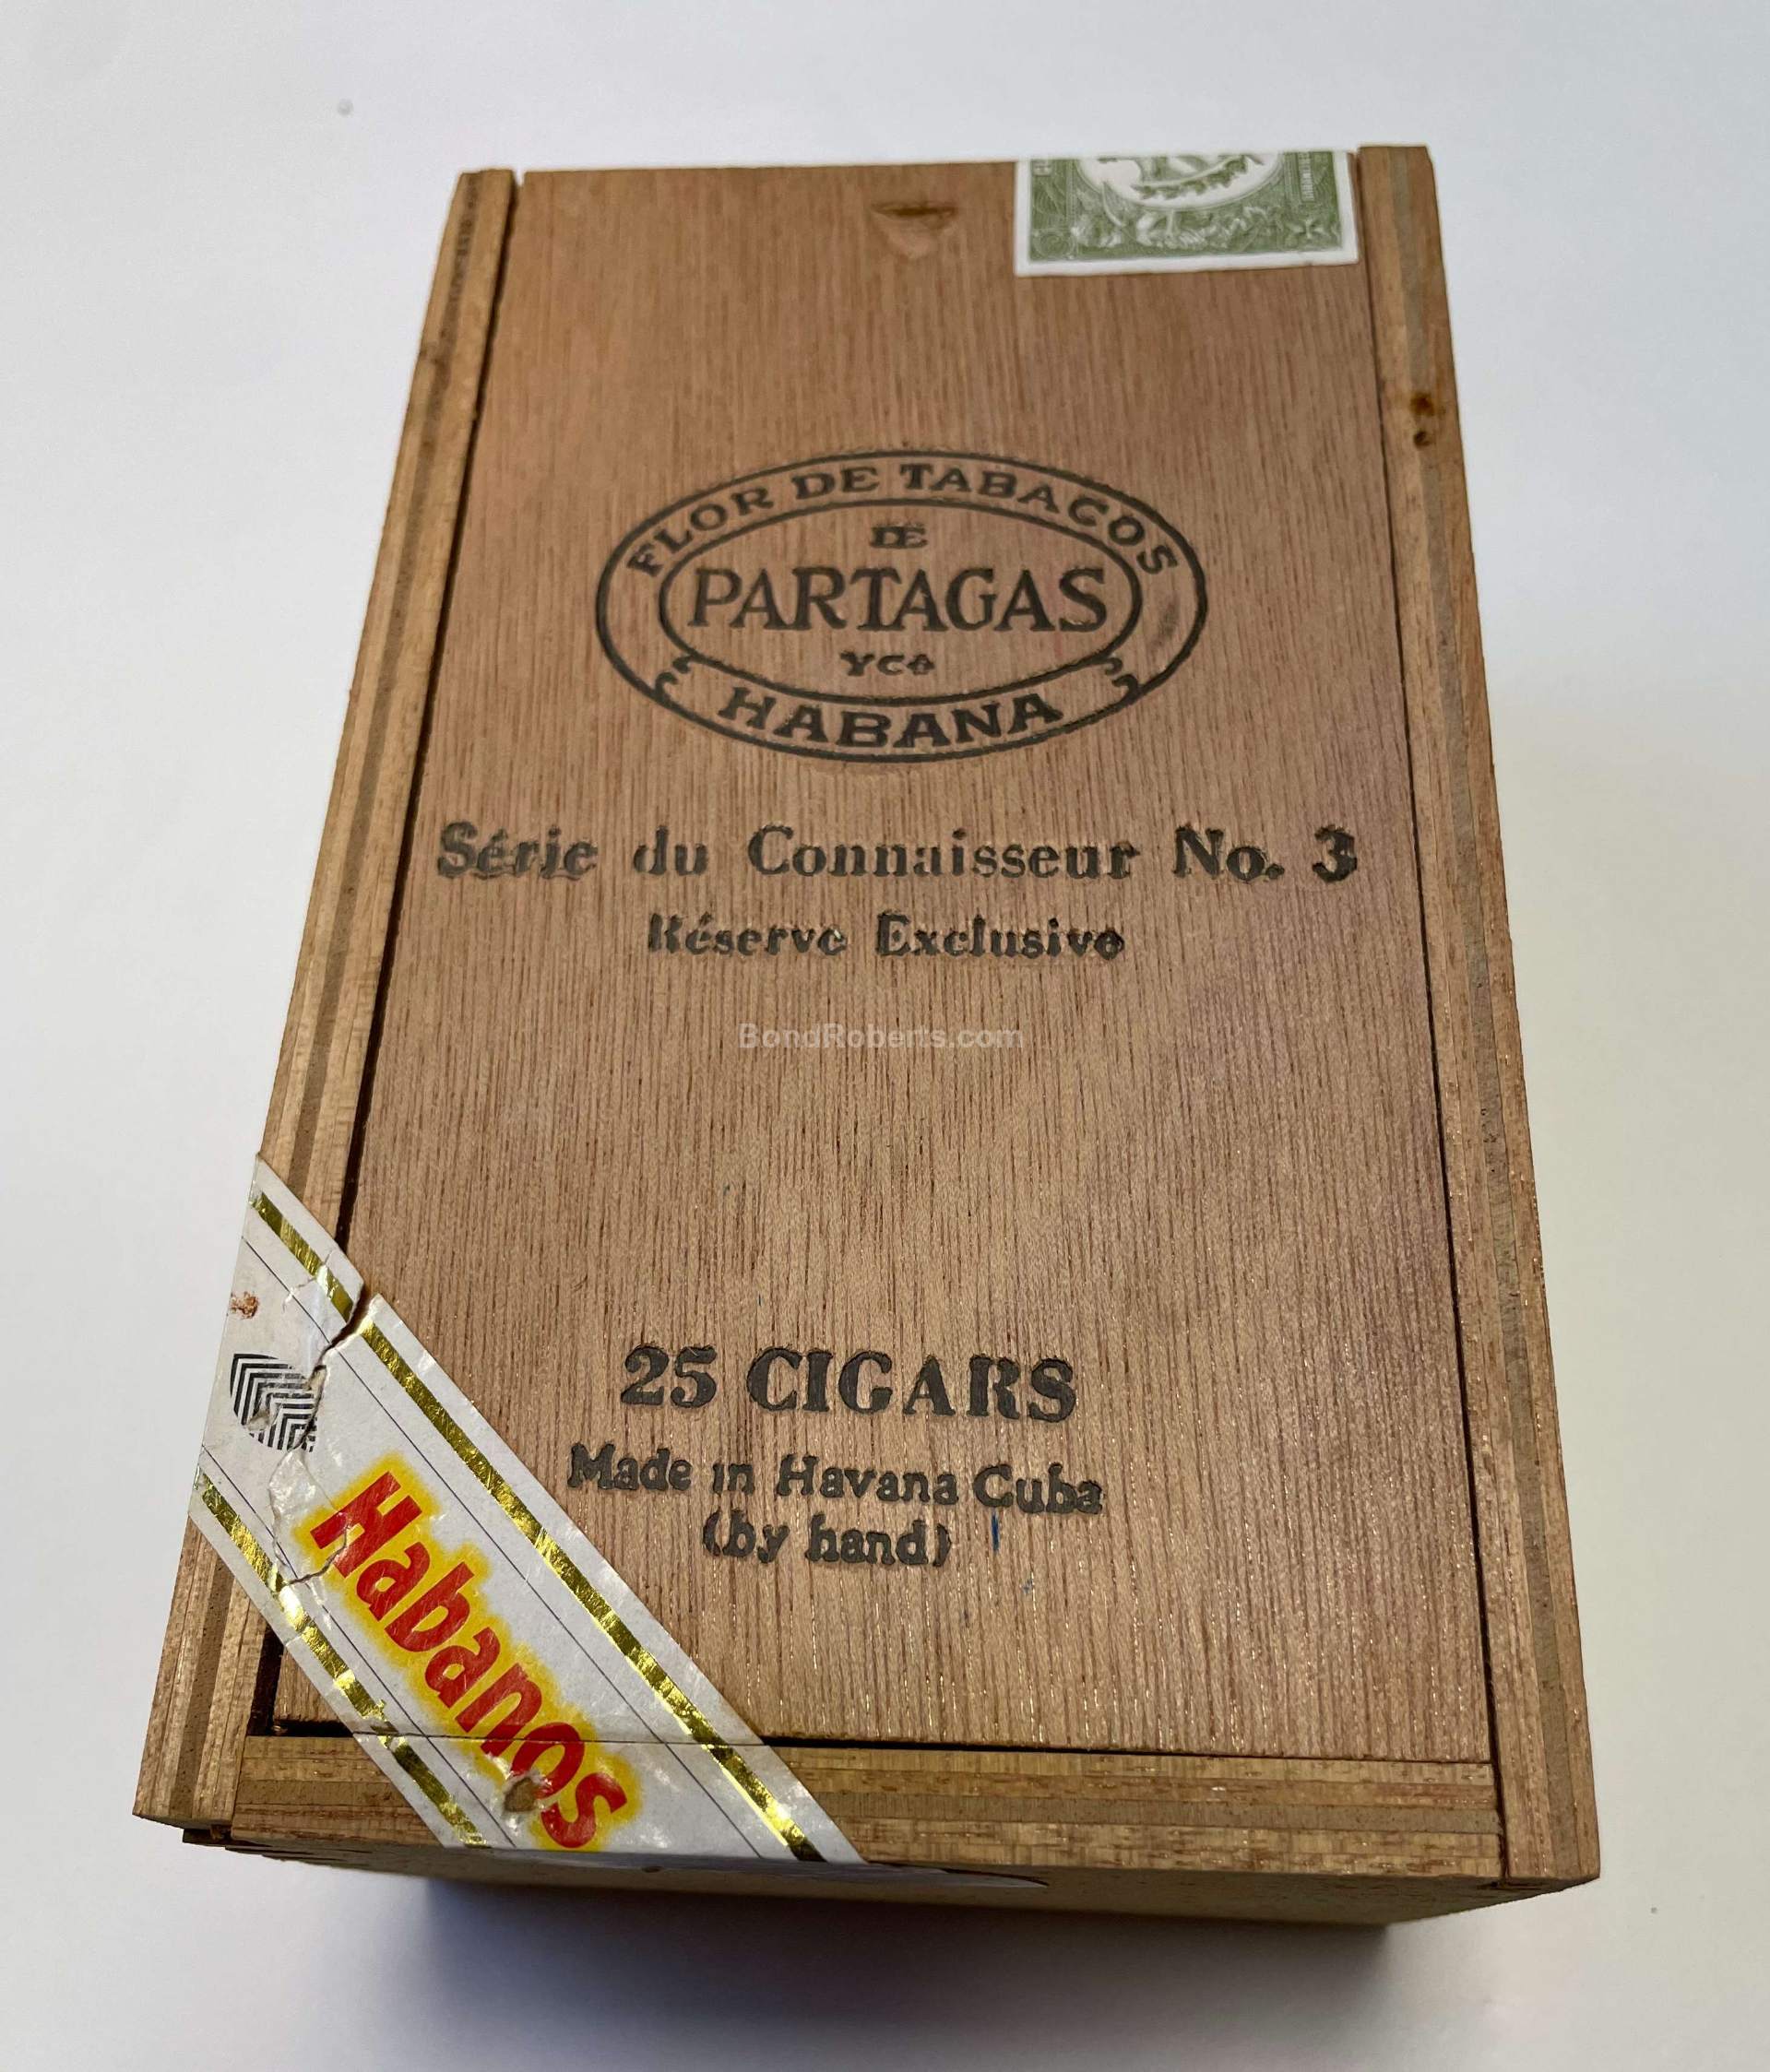 FLOR DE TABACOS
DE
PARTAGAS
Y Cª
HABANA
Série du Connaisseur No. 3
Réserve Exclusive
BondRoberts.com
25 CIGARS
Made in Havana Cuba
(by hand)
Habanos